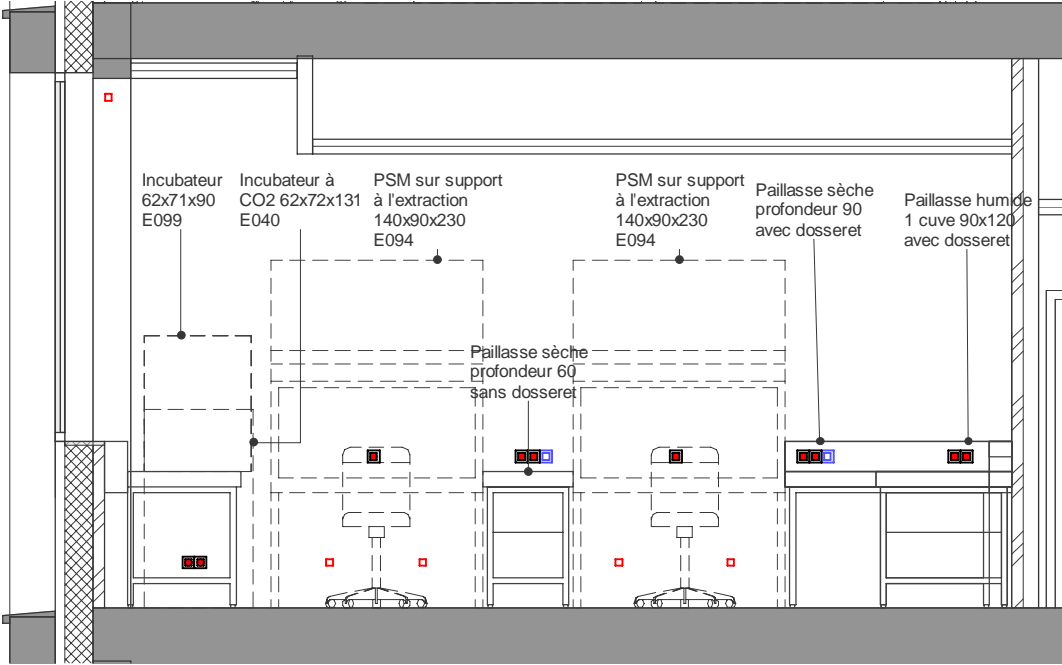 Incubateur
62x71x90
E099
Incubateur à
CO2 62x72x131
E040
PSM sur support
à l'extraction
140x90x230
E094
PSM sur support
à l'extraction
140x90x230
E094
Paillasse sèche
profondeur 90
avec dosseret
Paillasse humide
1 cuve 90x120
avec dosseret
Paillasse sèche
profondeur 60
sans dosseret